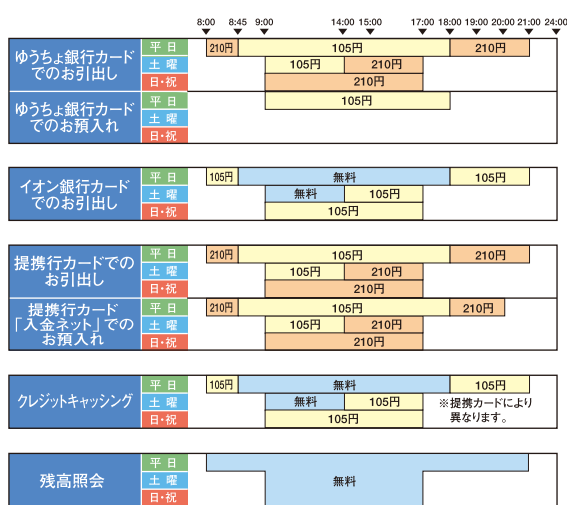 8:00 8:45 9:00 14:00 15:00 17:00 18:00 19:00 20:00 21:00 24:00
ゆうちょ銀行カード
でのお引出し
平日 210円 105円 210円
土曜 105円 210円
日・祝 210円
ゆうちょ銀行カード
でのお預入れ
平日 105円
土曜
日・祝
イオン銀行カード
でのお引出し
平日 105円 無料 105円
土曜 無料 105円
日・祝 105円
提携行カードでの
お引出し
平日 210円 105円 210円
土曜 105円 210円
日・祝 210円
提携行カード
「入金ネット」での
お預入れ
平日 210円 105円 210円
土曜 105円 210円
日・祝 210円
クレジットキャッシング
平日 105円 無料 105円
土曜 無料 105円
日・祝 105円
※提携カードにより
異なります。
残高照会
平日
土曜 無料
日・祝